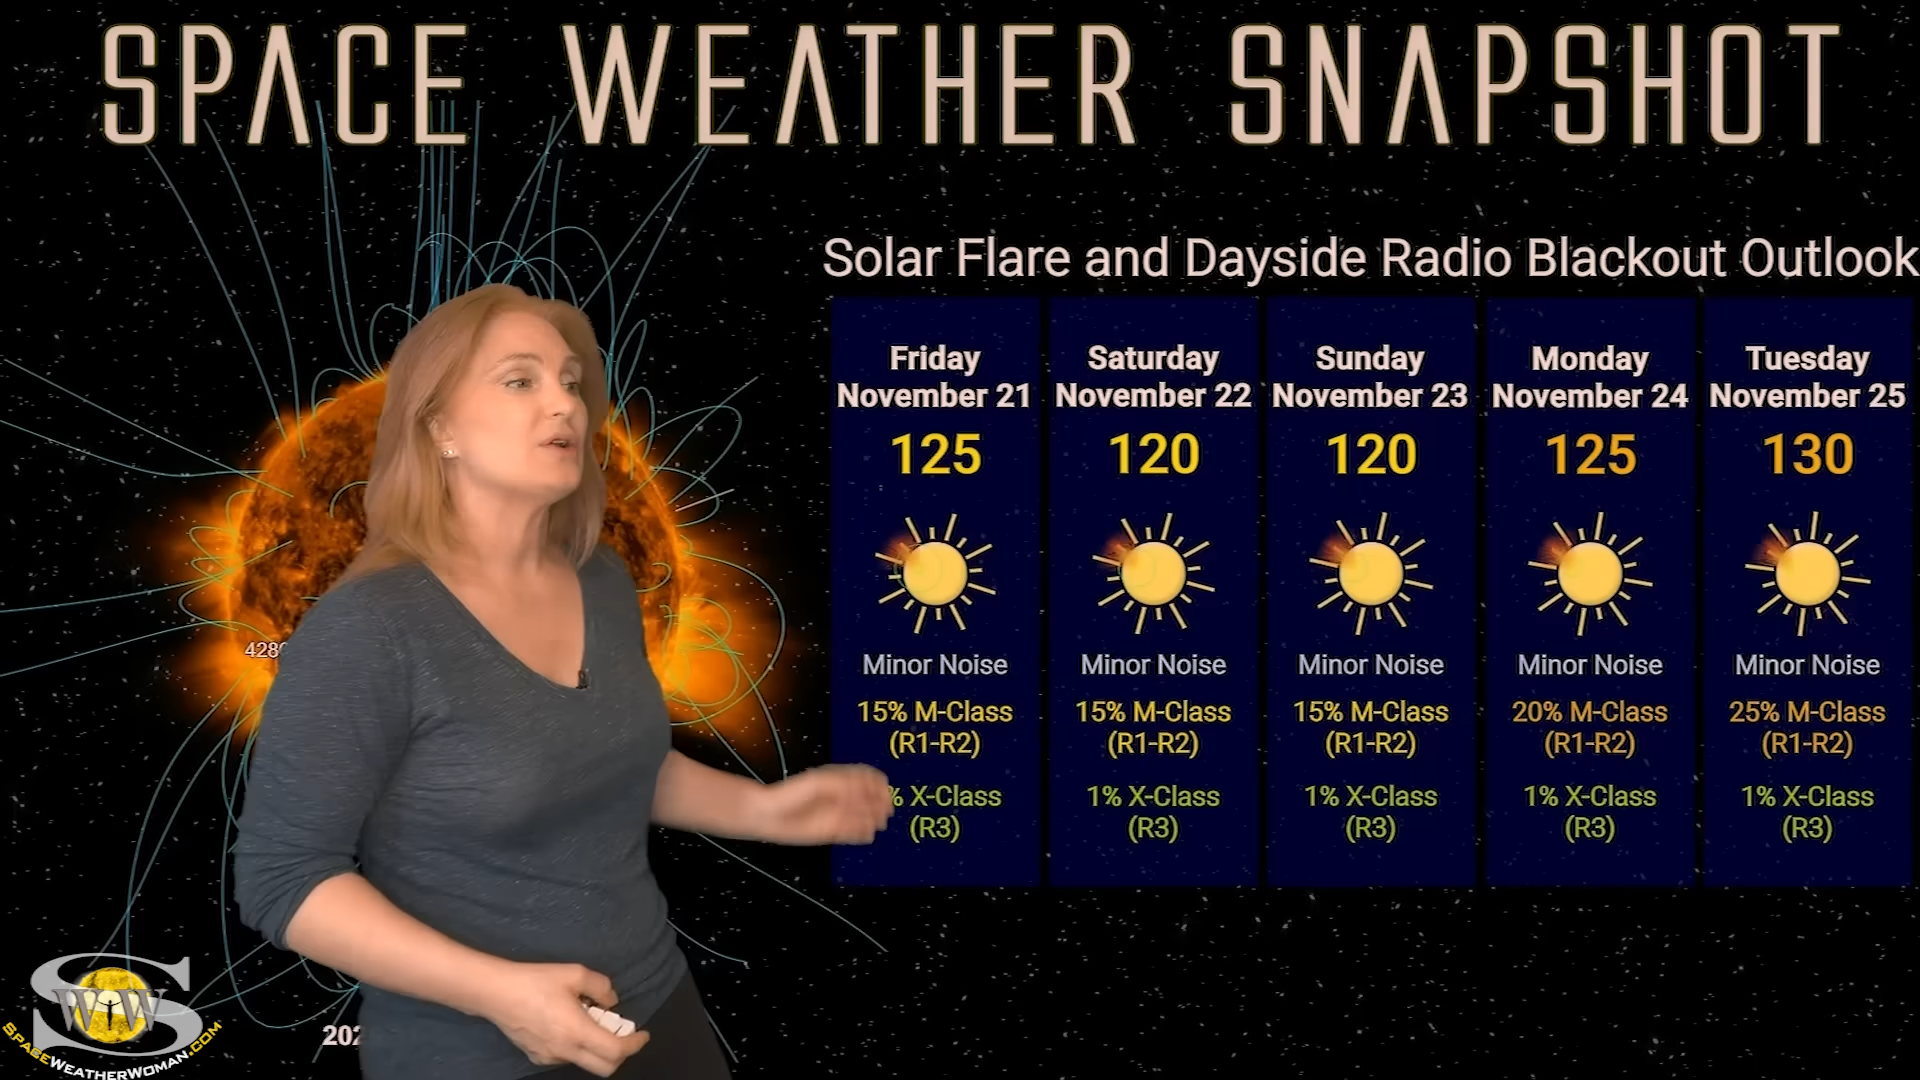 SPACE WEATHER SNAPSHOT
Solar Flare and Dayside Radio Blackout Outlook
Friday
November 21
125
Minor Noise
15% M-Class
(R1-R2)
% X-Class
(R3)
Saturday
November 22
120
Minor Noise
15% M-Class
(R1-R2)
1% X-Class
(R3)
Sunday
November 23
120
Minor Noise
15% M-Class
(R1-R2)
1% X-Class
(R3)
Monday
November 24
125
Minor Noise
20% M-Class
(R1-R2)
1% X-Class
(R3)
Tuesday
November 25
130
Minor Noise
25% M-Class
(R1-R2)
1% X-Class
(R3)
428
202
SWW
SPACEWEATHERWOMAN.COM